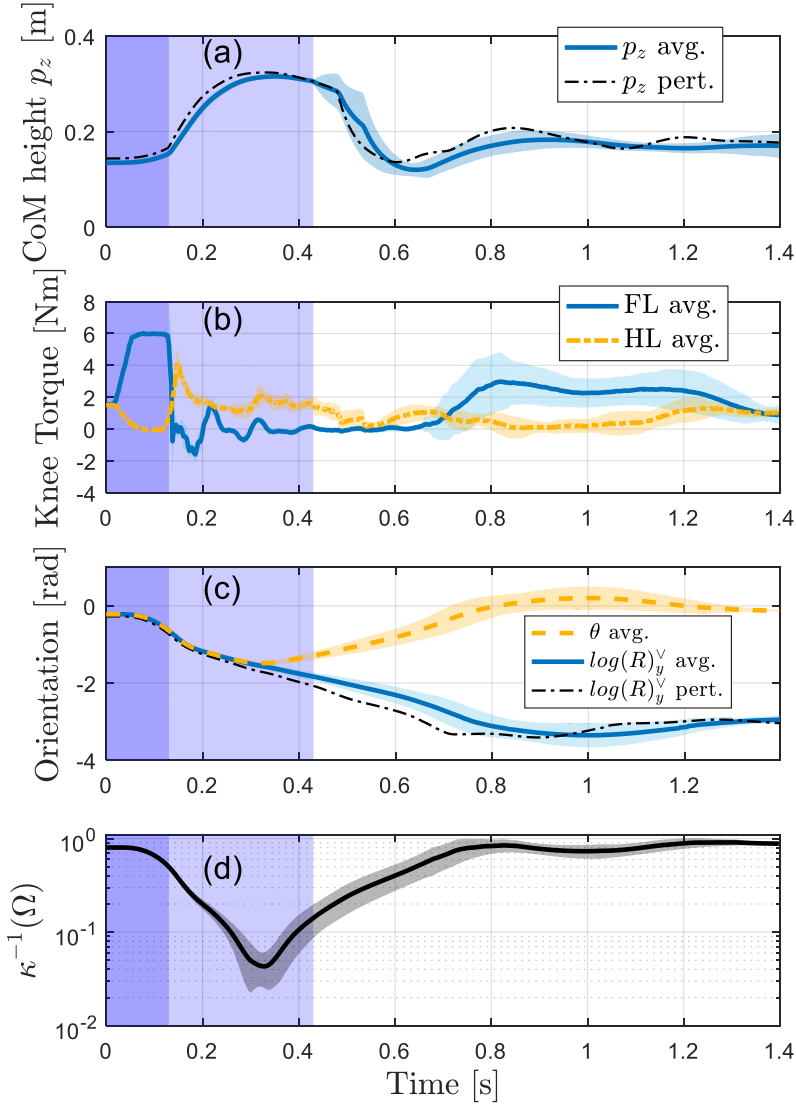 CoM height p_z [m]
0.4
0.2
0
(a)
p_z avg.
p_z pert.
0 0.2 0.4 0.6 0.8 1 1.2 1.4
Knee Torque [Nm]
8
6
4
2
0
-2
-4
(b)
FL avg.
HL avg.
0 0.2 0.4 0.6 0.8 1 1.2 1.4
Orientation [rad]
0
-2
-4
(c)
θ avg.
log(R)^∨_y avg.
log(R)^∨_y pert.
0 0.2 0.4 0.6 0.8 1 1.2 1.4
κ^{-1}(Ω)
10^0
10^{-1}
10^{-2}
(d)
0 0.2 0.4 0.6 0.8 1 1.2 1.4
Time [s]